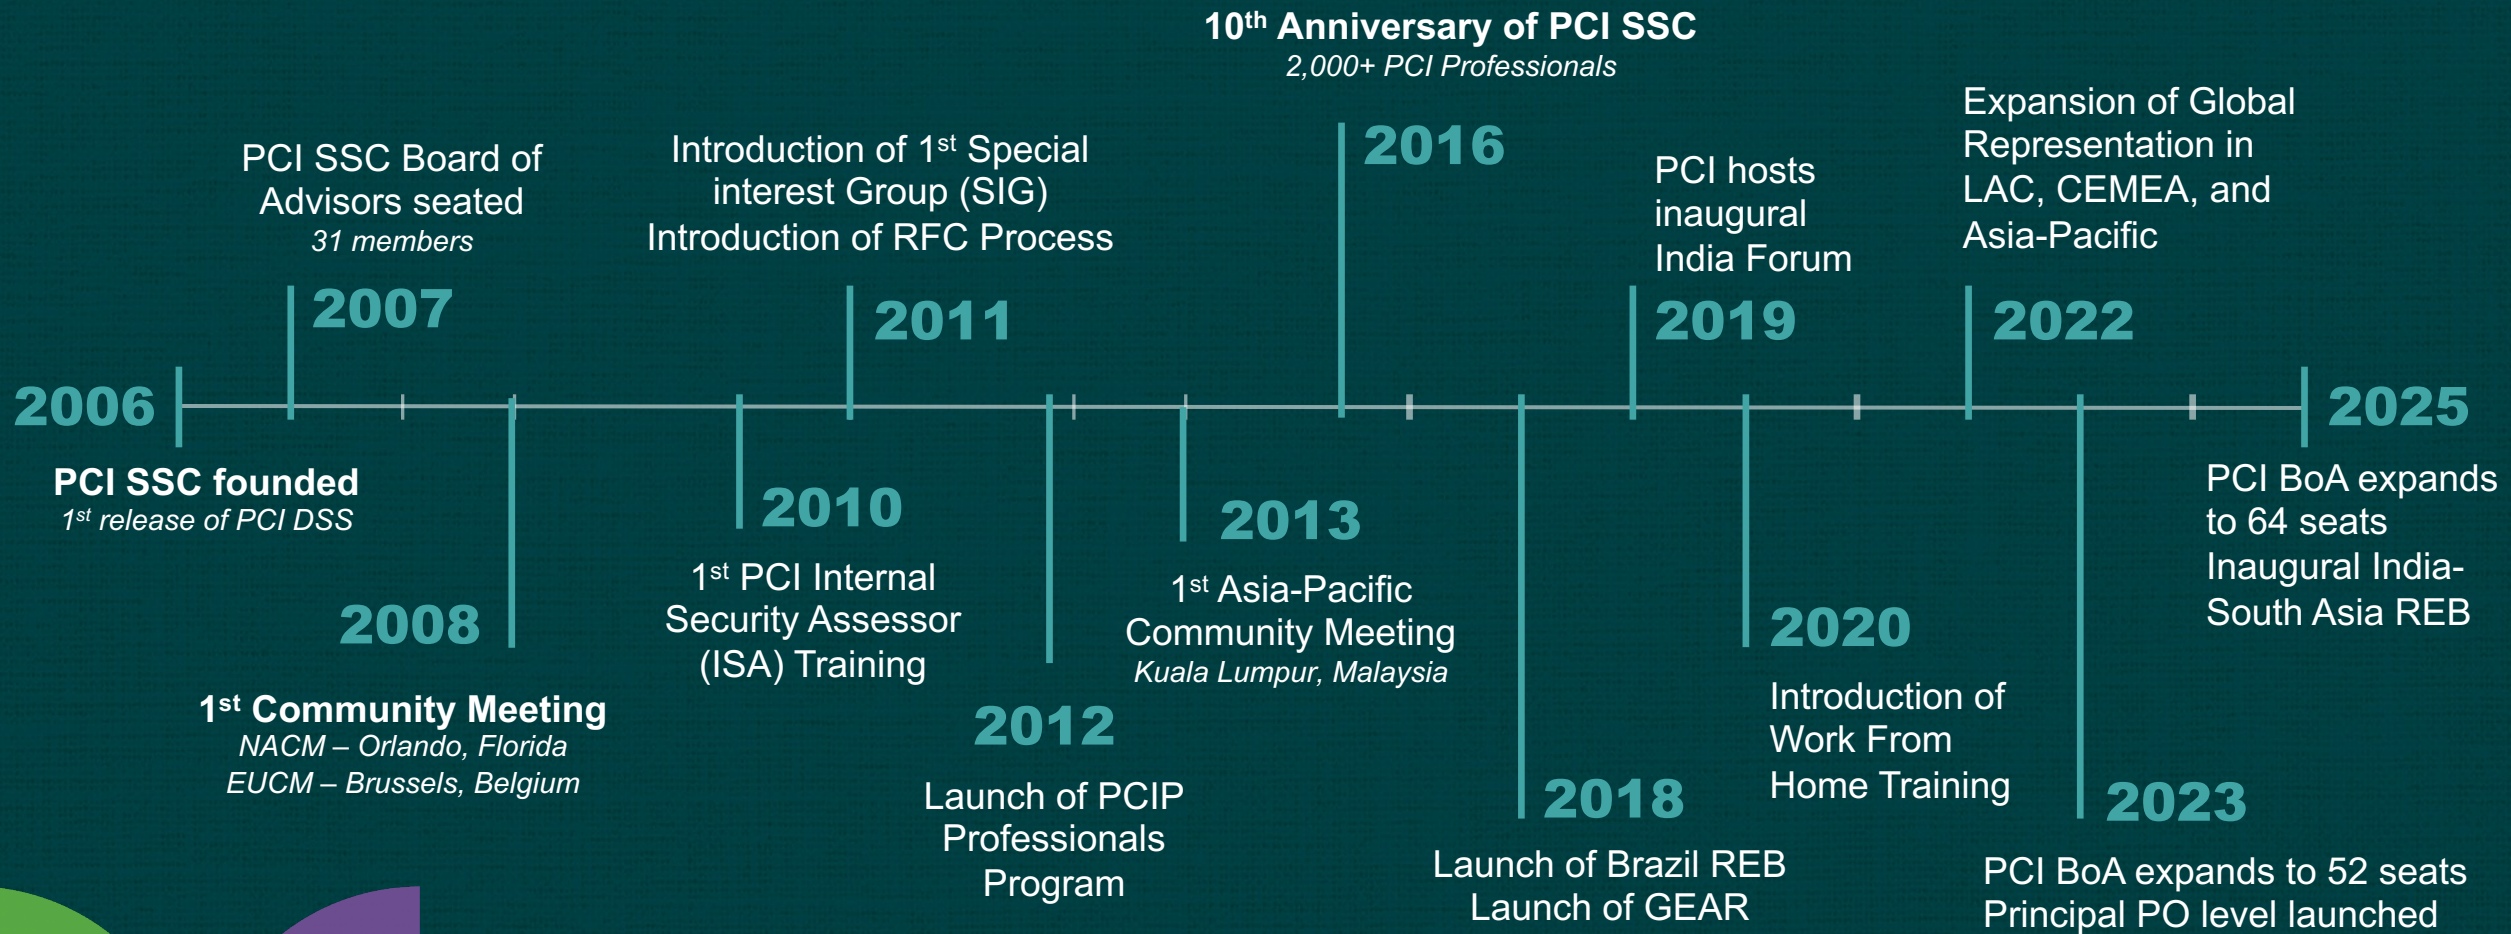 2006
PCI SSC founded
1st release of PCI DSS
PCI SSC Board of
Advisors seated
31 members
2007
2008
1st Community Meeting
NACM – Orlando, Florida
EUCM – Brussels, Belgium
2010
1st PCI Internal
Security Assessor
(ISA) Training
Introduction of 1st Special
interest Group (SIG)
Introduction of RFC Process
2011
2012
Launch of PCIP
Professionals
Program
2013
1st Asia-Pacific
Community Meeting
Kuala Lumpur, Malaysia
10th Anniversary of PCI SSC
2,000+ PCI Professionals
2016
2018
Launch of Brazil REB
Launch of GEAR
PCI hosts
inaugural
India Forum
2019
2020
Introduction of
Work From
Home Training
Expansion of Global
Representation in
LAC, CEMEA, and
Asia-Pacific
2022
2023
PCI BoA expands to 52 seats
Principal PO level launched
2025
PCI BoA expands
to 64 seats
Inaugural India-
South Asia REB